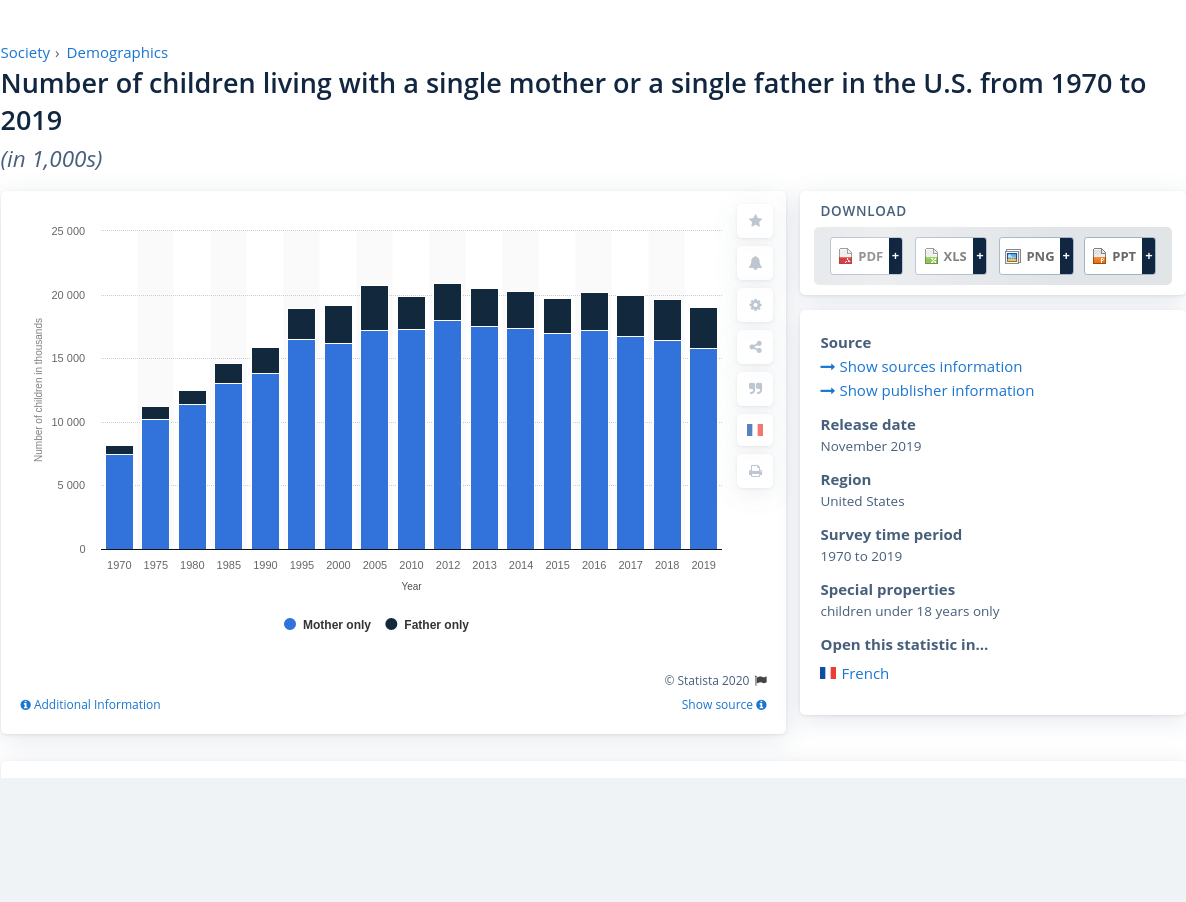 Society › Demographics
Number of children living with a single mother or a single father in the U.S. from 1970 to
2019
(in 1,000s)
25 000
20 000
15 000
10 000
5 000
0
Number of children in thousands
1970 1975 1980 1985 1990 1995 2000 2005 2010 2012 2013 2014 2015 2016 2017 2018 2019
Year
Mother only Father only
© Statista 2020
Additional Information
Show source
DOWNLOAD
PDF + XLS + PNG + PPT +
Source
Show sources information
Show publisher information
Release date
November 2019
Region
United States
Survey time period
1970 to 2019
Special properties
children under 18 years only
Open this statistic in...
French